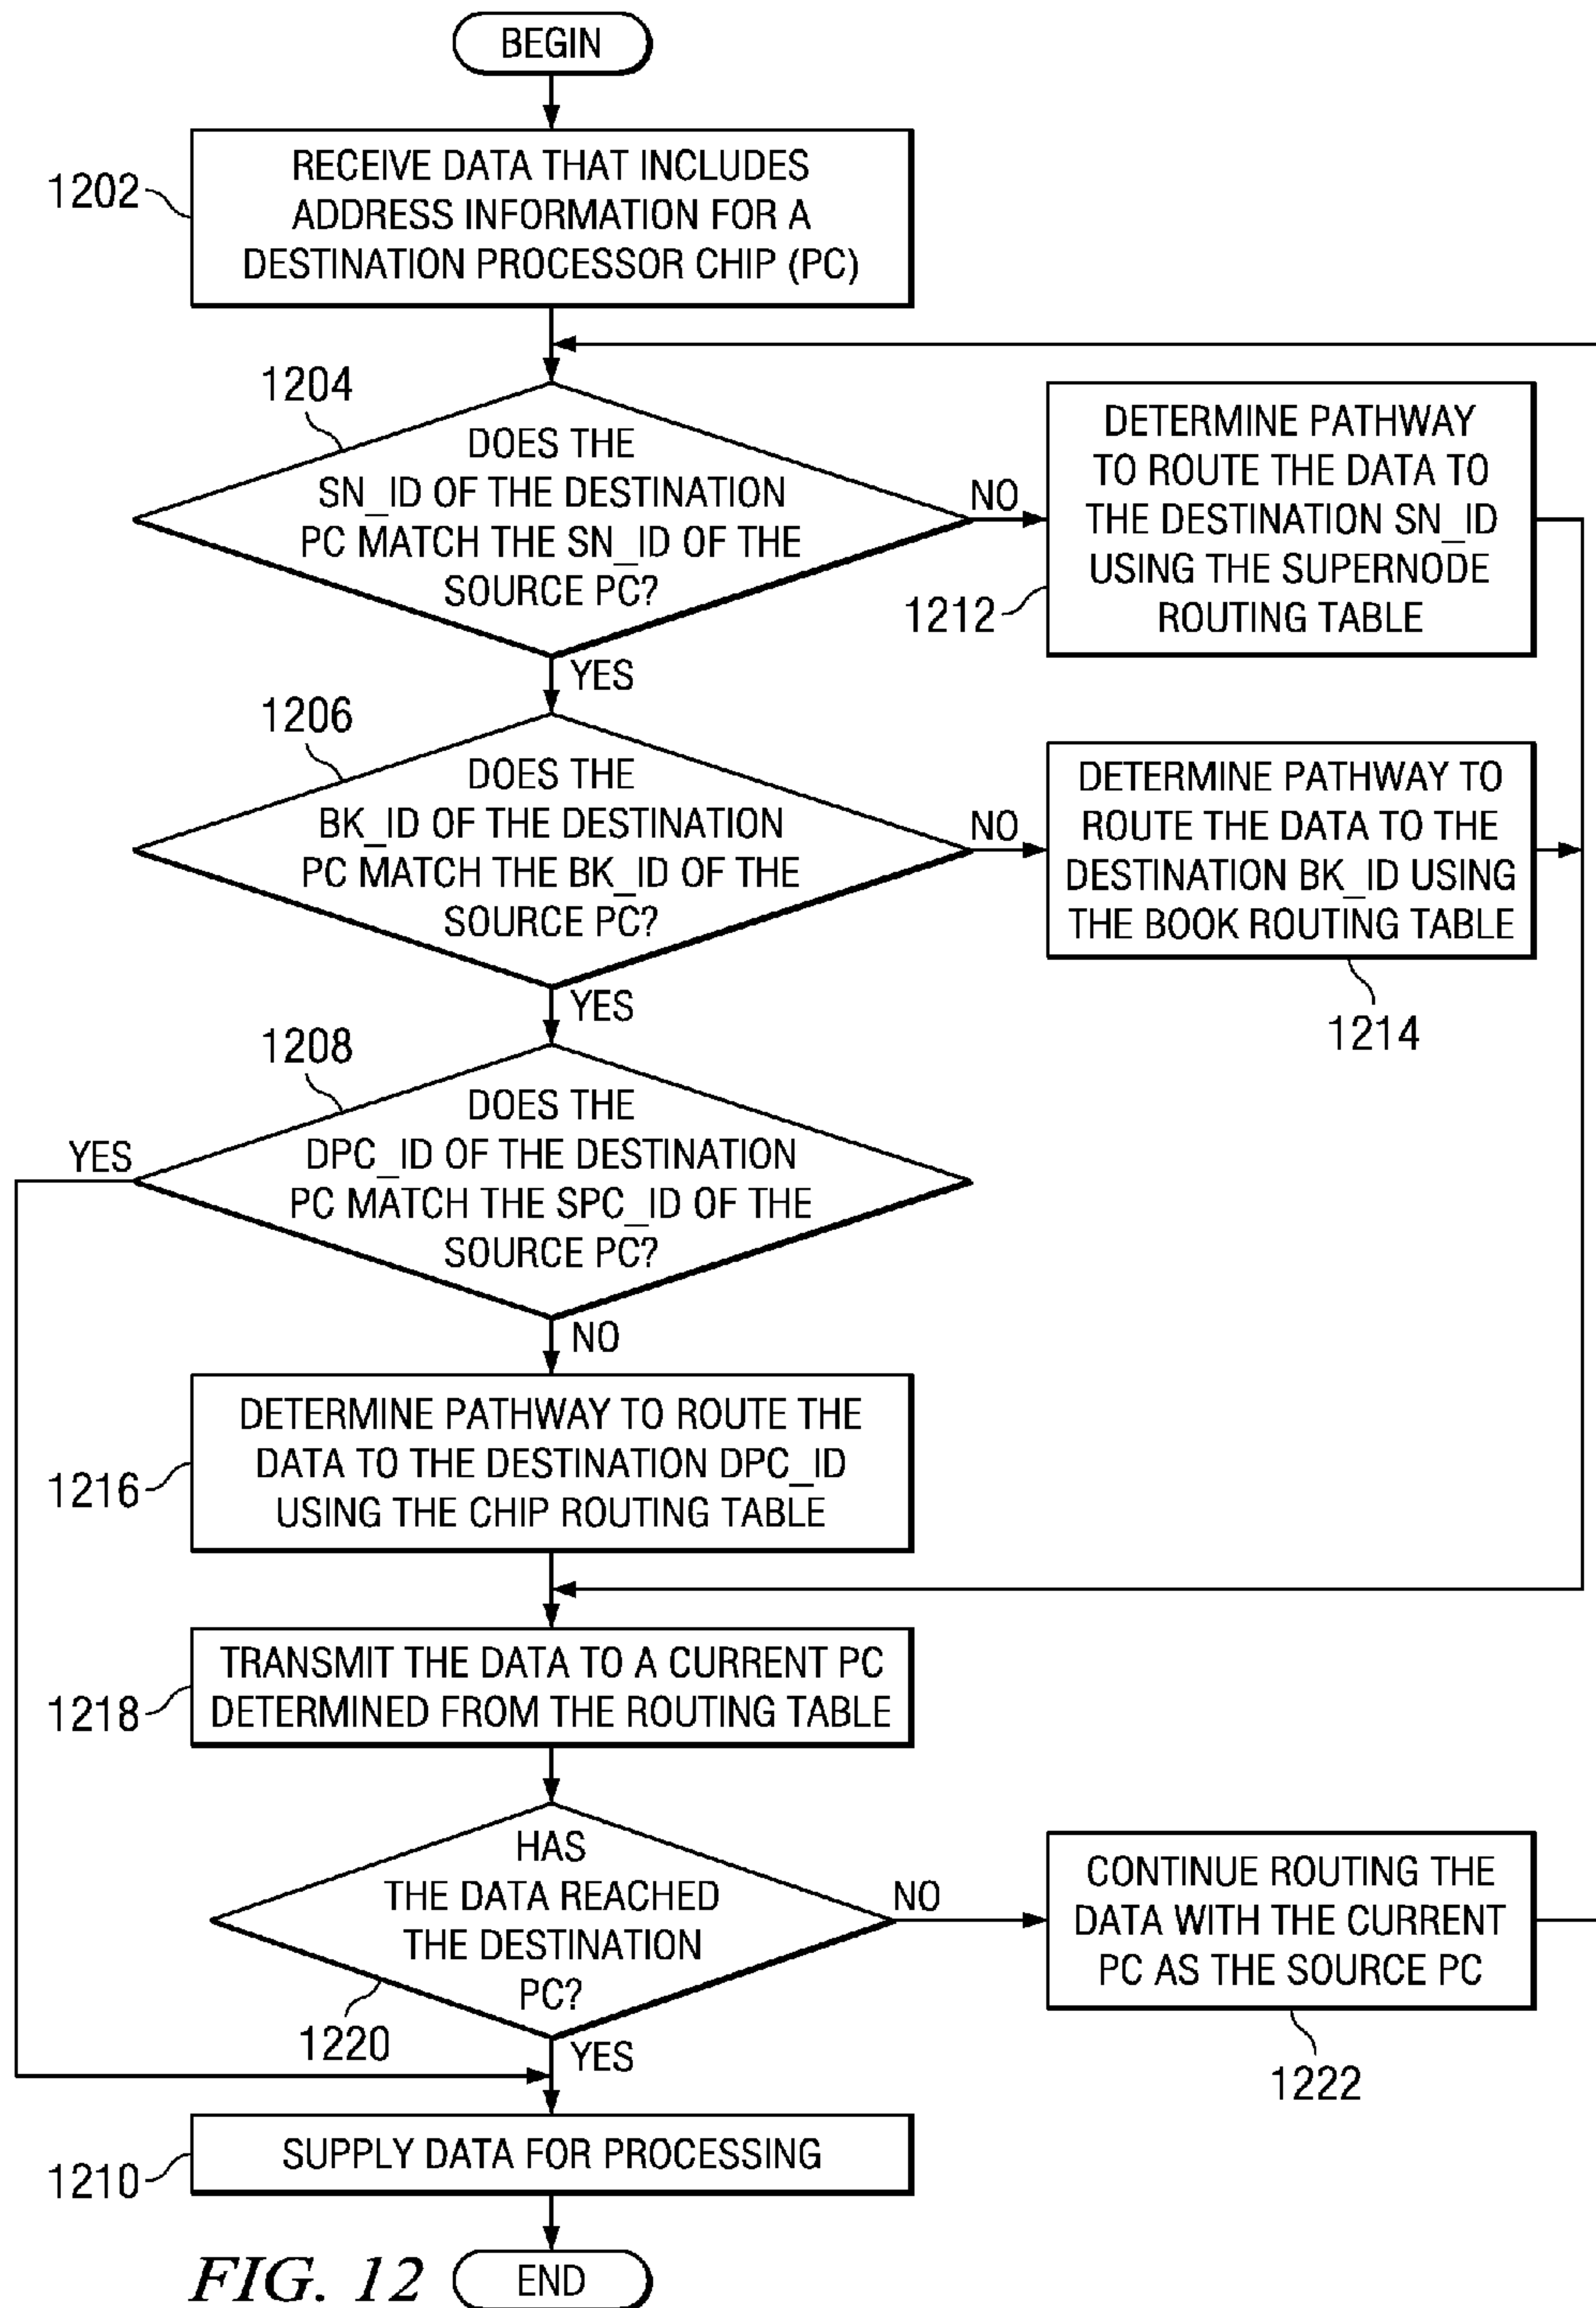 BEGIN
1202
RECEIVE DATA THAT INCLUDES
ADDRESS INFORMATION FOR A
DESTINATION PROCESSOR CHIP (PC)
1204
DOES THE
SN_ID OF THE DESTINATION
PC MATCH THE SN_ID OF THE
SOURCE PC?
NO
YES
DETERMINE PATHWAY
TO ROUTE THE DATA TO
THE DESTINATION SN_ID
USING THE SUPERNODE
ROUTING TABLE
1212
1206
DOES THE
BK_ID OF THE DESTINATION
PC MATCH THE BK_ID OF THE
SOURCE PC?
NO
YES
DETERMINE PATHWAY TO
ROUTE THE DATA TO THE
DESTINATION BK_ID USING
THE BOOK ROUTING TABLE
1214
1208
DOES THE
DPC_ID OF THE DESTINATION
PC MATCH THE SPC_ID OF THE
SOURCE PC?
YES
NO
1216
DETERMINE PATHWAY TO ROUTE THE
DATA TO THE DESTINATION DPC_ID
USING THE CHIP ROUTING TABLE
1218
TRANSMIT THE DATA TO A CURRENT PC
DETERMINED FROM THE ROUTING TABLE
HAS
THE DATA REACHED
THE DESTINATION
PC?
1220
NO
YES
CONTINUE ROUTING THE
DATA WITH THE CURRENT
PC AS THE SOURCE PC
1222
1210
SUPPLY DATA FOR PROCESSING
END
FIG. 12